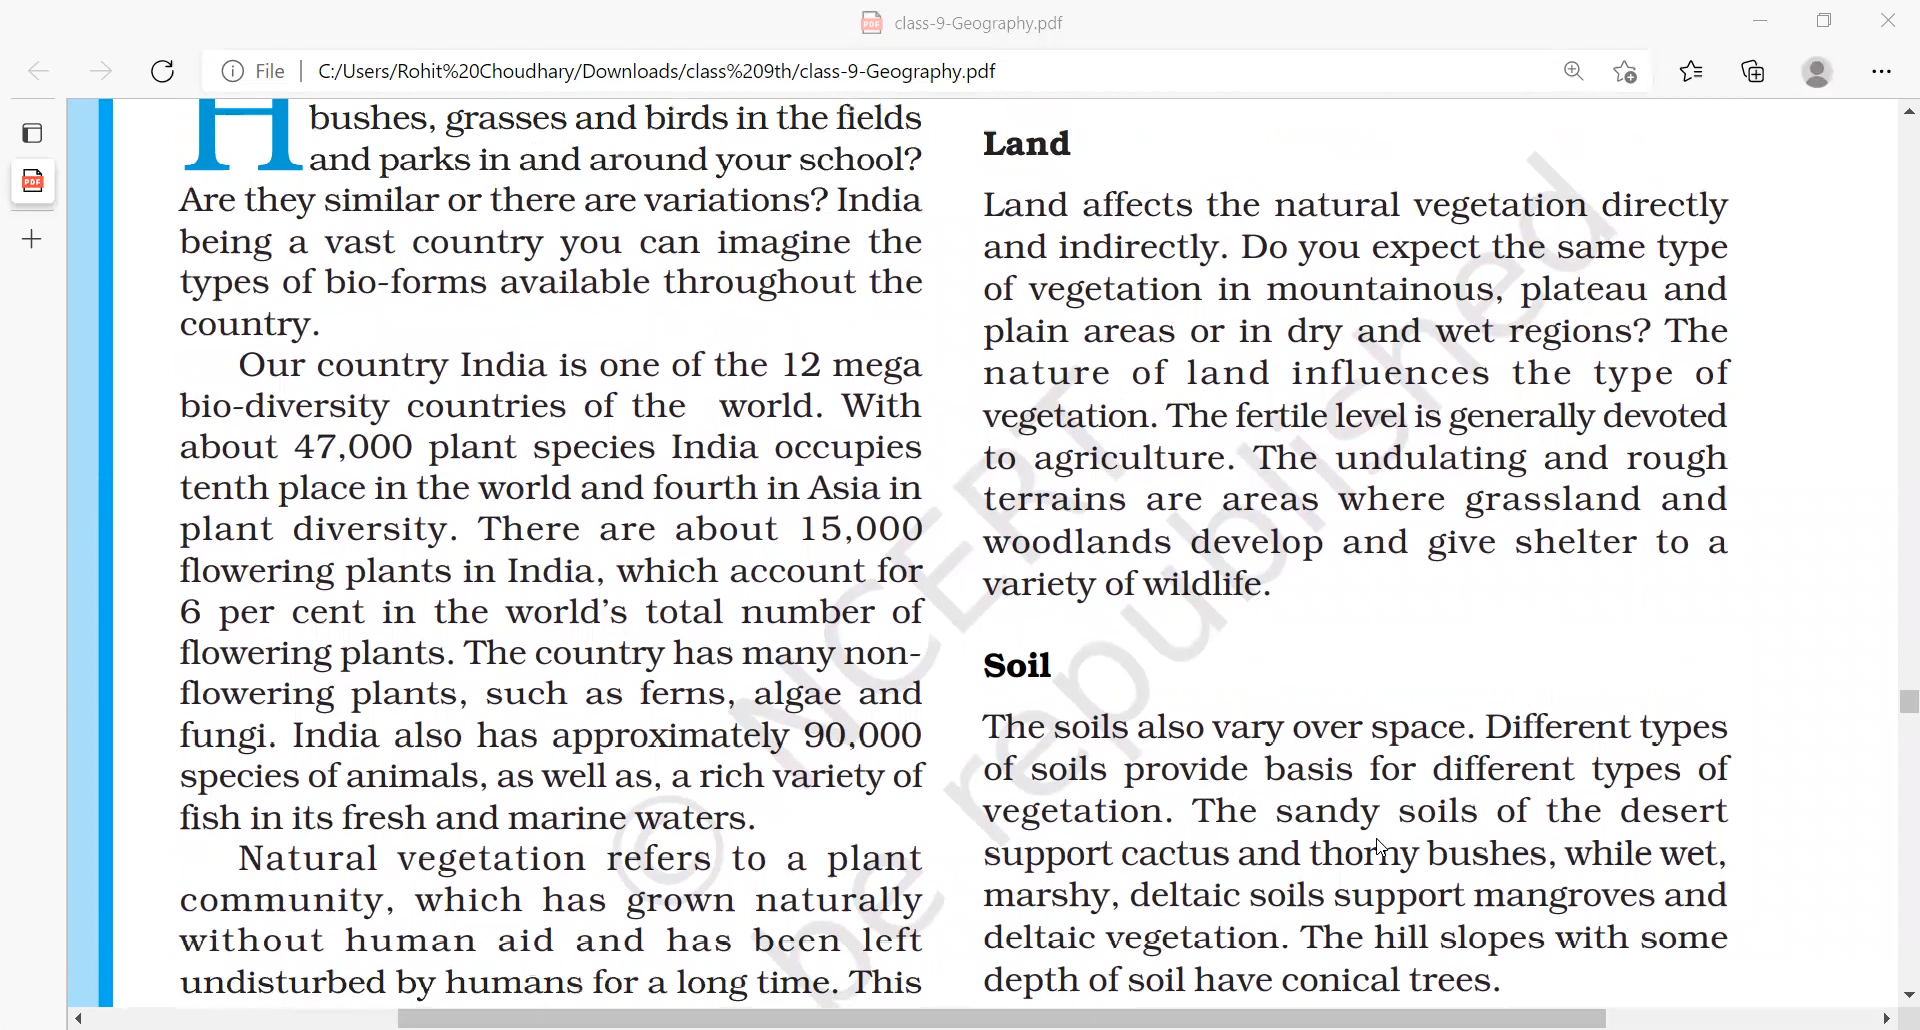 class-9-Geography.pdf
File
C:/Users/Rohit%20Choudhary/Downloads/class%209th/class-9-Geography.pdf
H
bushes, grasses and birds in the fields
and parks in and around your school?
Are they similar or there are variations? India
being a vast country you can imagine the
types of bio-forms available throughout the
country.
Our country India is one of the 12 mega
bio-diversity countries of the world. With
about 47,000 plant species India occupies
tenth place in the world and fourth in Asia in
plant diversity. There are about 15,000
flowering plants in India, which account for
6 per cent in the world’s total number of
flowering plants. The country has many non-
flowering plants, such as ferns, algae and
fungi. India also has approximately 90,000
species of animals, as well as, a rich variety of
fish in its fresh and marine waters.
Natural vegetation refers to a plant
community, which has grown naturally
without human aid and has been left
undisturbed by humans for a long time. This
Land
Land affects the natural vegetation directly
and indirectly. Do you expect the same type
of vegetation in mountainous, plateau and
plain areas or in dry and wet regions? The
nature of land influences the type of
vegetation. The fertile level is generally devoted
to agriculture. The undulating and rough
terrains are areas where grassland and
woodlands develop and give shelter to a
variety of wildlife.
Soil
The soils also vary over space. Different types
of soils provide basis for different types of
vegetation. The sandy soils of the desert
support cactus and thorny bushes, while wet,
marshy, deltaic soils support mangroves and
deltaic vegetation. The hill slopes with some
depth of soil have conical trees.
© NCERT
be republished
PDF
PDF